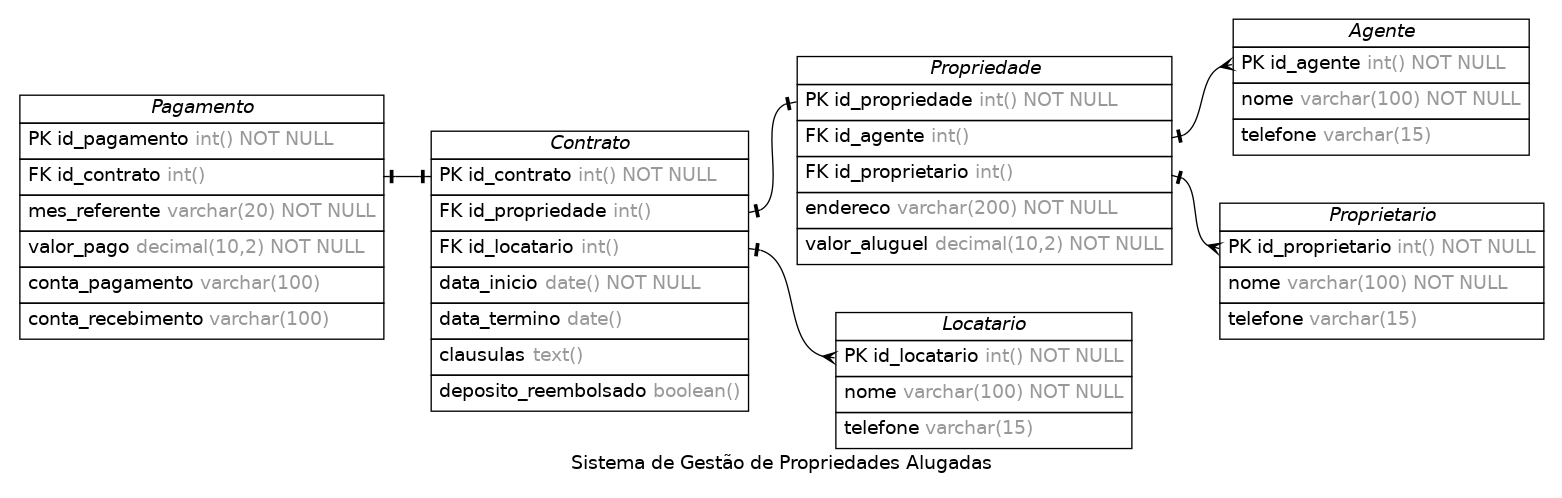 Pagamento
PK id_pagamento int() NOT NULL
FK id_contrato int()
mes_referente varchar(20) NOT NULL
valor_pago decimal(10,2) NOT NULL
conta_pagamento varchar(100)
conta_recebimento varchar(100)
Contrato
PK id_contrato int() NOT NULL
FK id_propriedade int()
FK id_locatario int()
data_inicio date() NOT NULL
data_termino date()
clausulas text()
deposito_reembolsado boolean()
Propriedade
PK id_propriedade int() NOT NULL
FK id_agente int()
FK id_proprietario int()
endereco varchar(200) NOT NULL
valor_aluguel decimal(10,2) NOT NULL
Locatario
PK id_locatario int() NOT NULL
nome varchar(100) NOT NULL
telefone varchar(15)
Agente
PK id_agente int() NOT NULL
nome varchar(100) NOT NULL
telefone varchar(15)
Proprietario
PK id_proprietario int() NOT NULL
nome varchar(100) NOT NULL
telefone varchar(15)
Sistema de Gestão de Propriedades Alugadas